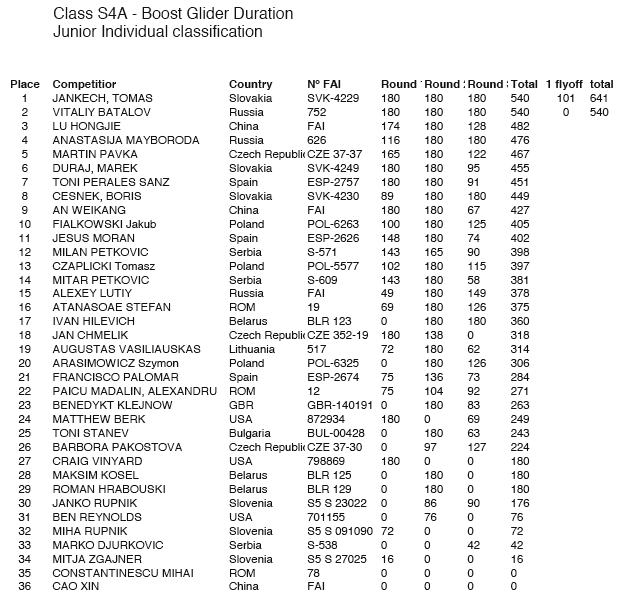 Class S4A - Boost Glider Duration
Junior Individual classification
Place Competitior Country Nº FAI Round Round Round Total 1 flyoff total
1 JANKECH, TOMAS Slovakia SVK-4229 180 180 180 540 101 641
2 VITALIY BATALOV Russia 752 180 180 180 540 0 540
3 LU HONGJIE China FAI 174 180 128 482
4 ANASTASIJA MAYBORODA Russia 626 116 180 180 476
5 MARTIN PAVKA Czech Republi CZE 37-37 165 180 122 467
6 DURAJ, MAREK Slovakia SVK-4249 180 180 95 455
7 TONI PERALES SANZ Spain ESP-2757 180 180 91 451
8 CESNEK, BORIS Slovakia SVK-4230 89 180 180 449
9 AN WEIKANG China FAI 180 180 67 427
10 FIALKOWSKI Jakub Poland POL-6263 100 180 125 405
11 JESUS MORAN Spain ESP-2626 148 180 74 402
12 MILAN PETKOVIC Serbia S-571 143 165 90 398
13 CZAPLICKI Tomasz Poland POL-5577 102 180 115 397
14 MITAR PETKOVIC Serbia S-609 143 180 58 381
15 ALEXEY LUTIY Russia FAI 49 180 149 378
16 ATANASOAE STEFAN ROM 19 69 180 126 375
17 IVAN HILEVICH Belarus BLR 123 0 180 180 360
18 JAN CHMELIK Czech Republi CZE 352-19 180 138 0 318
19 AUGUSTAS VASILIAUSKAS Lithuania 517 72 180 62 314
20 ARASIMOWICZ Szymon Poland POL-6325 0 180 126 306
21 FRANCISCO PALOMAR Spain ESP-2674 75 136 73 284
22 PAICU MADALIN, ALEXANDRU ROM 12 75 104 92 271
23 BENEDYKT KLEJNOW GBR GBR-140191 0 180 83 263
24 MATTHEW BERK USA 872934 180 0 69 249
25 TONI STANEV Bulgaria BUL-00428 0 180 63 243
26 BARBORA PAKOSTOVA Czech Republi CZE 37-30 0 97 127 224
27 CRAIG VINYARD USA 798869 180 0 0 180
28 MAKSIM KOSEL Belarus BLR 125 0 180 0 180
29 ROMAN HRABOUSKI Belarus BLR 129 0 180 0 180
30 JANKO RUPNIK Slovenia S5 S 23022 0 86 90 176
31 BEN REYNOLDS USA 701155 0 76 0 76
32 MIHA RUPNIK Slovenia S5 S 091090 72 0 0 72
33 MARKO DJURKOVIC Serbia S-538 0 0 42 42
34 MITJA ZGAJNER Slovenia S5 S 27025 16 0 0 16
35 CONSTANTINESCU MIHAI ROM 78 0 0 0 0
36 CAO XIN China FAI 0 0 0 0